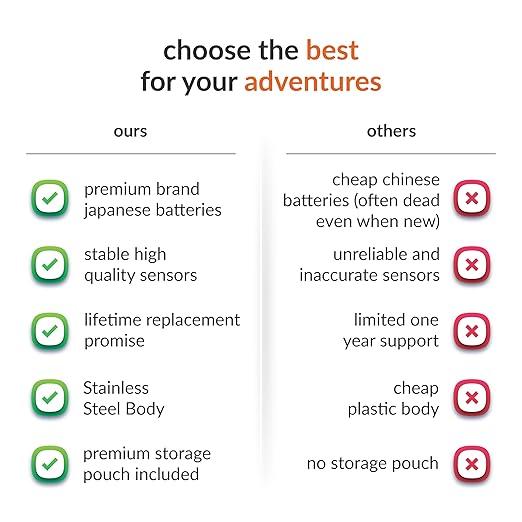 choose the best
for your adventures
ours
others
premium brand
japanese batteries
cheap chinese
batteries (often dead
even when new)
stable high
quality sensors
unreliable and
inaccurate sensors
lifetime replacement
promise
limited one
year support
Stainless
Steel Body
cheap
plastic body
premium storage
pouch included
no storage pouch